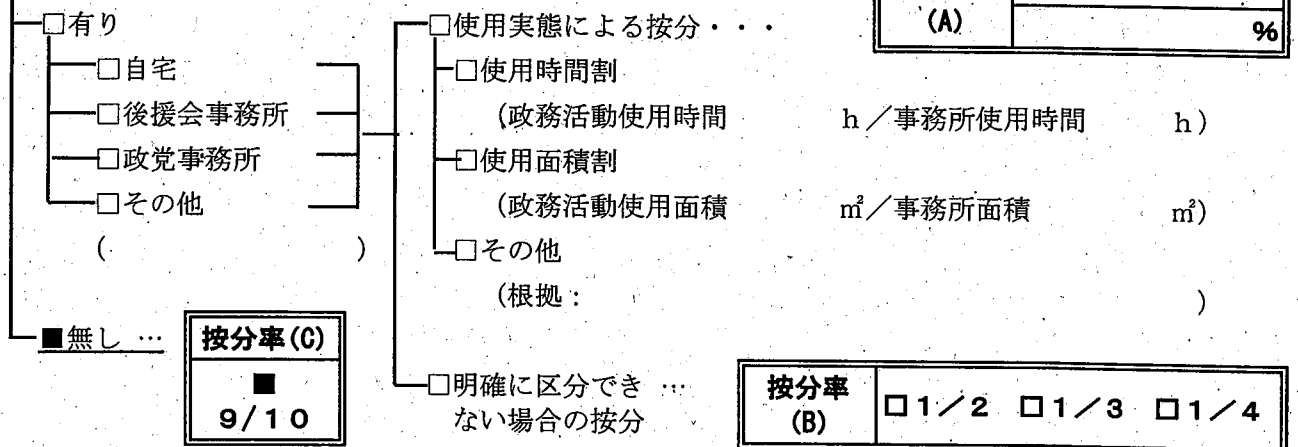 □有り
□自宅
□後援会事務所
□政党事務所
□その他
( )
■無し …
按分率(C)
■
9/10
□使用実態による按分・・・
(A)
%
□使用時間割
(政務活動使用時間 h/事務所使用時間 h)
□使用面積割
(政務活動使用面積 ㎡/事務所面積 ㎡)
□その他
(根拠: )
□明確に区分でき …
ない場合の按分
按分率
(B)
□1/2 □1/3 □1/4